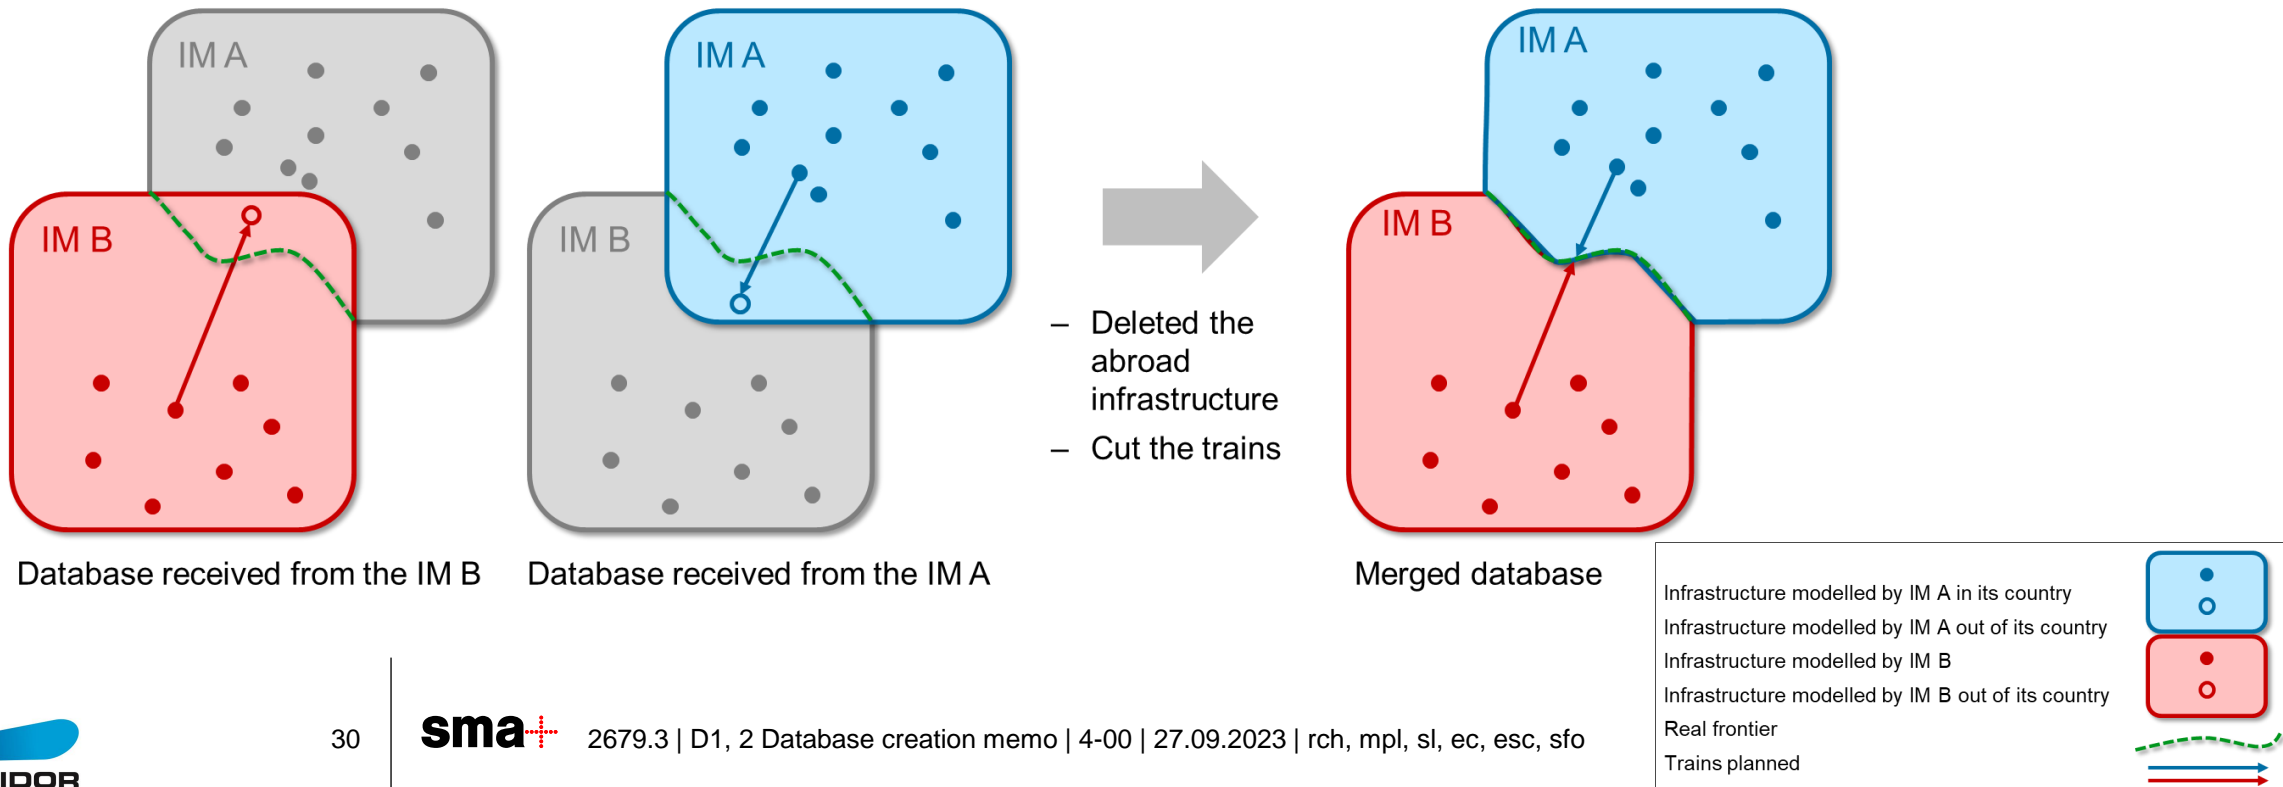 IM A
IM B
Database received from the IM B
IM A
IM B
Database received from the IM A
– Deleted the
abroad
infrastructure
– Cut the trains
IM A
IM B
Merged database
Infrastructure modelled by IM A in its country
Infrastructure modelled by IM A out of its country
Infrastructure modelled by IM B
Infrastructure modelled by IM B out of its country
Real frontier
Trains planned
IDOR
30
sma+
2679.3 | D1, 2 Database creation memo | 4-00 | 27.09.2023 | rch, mpl, sl, ec, esc, sfo